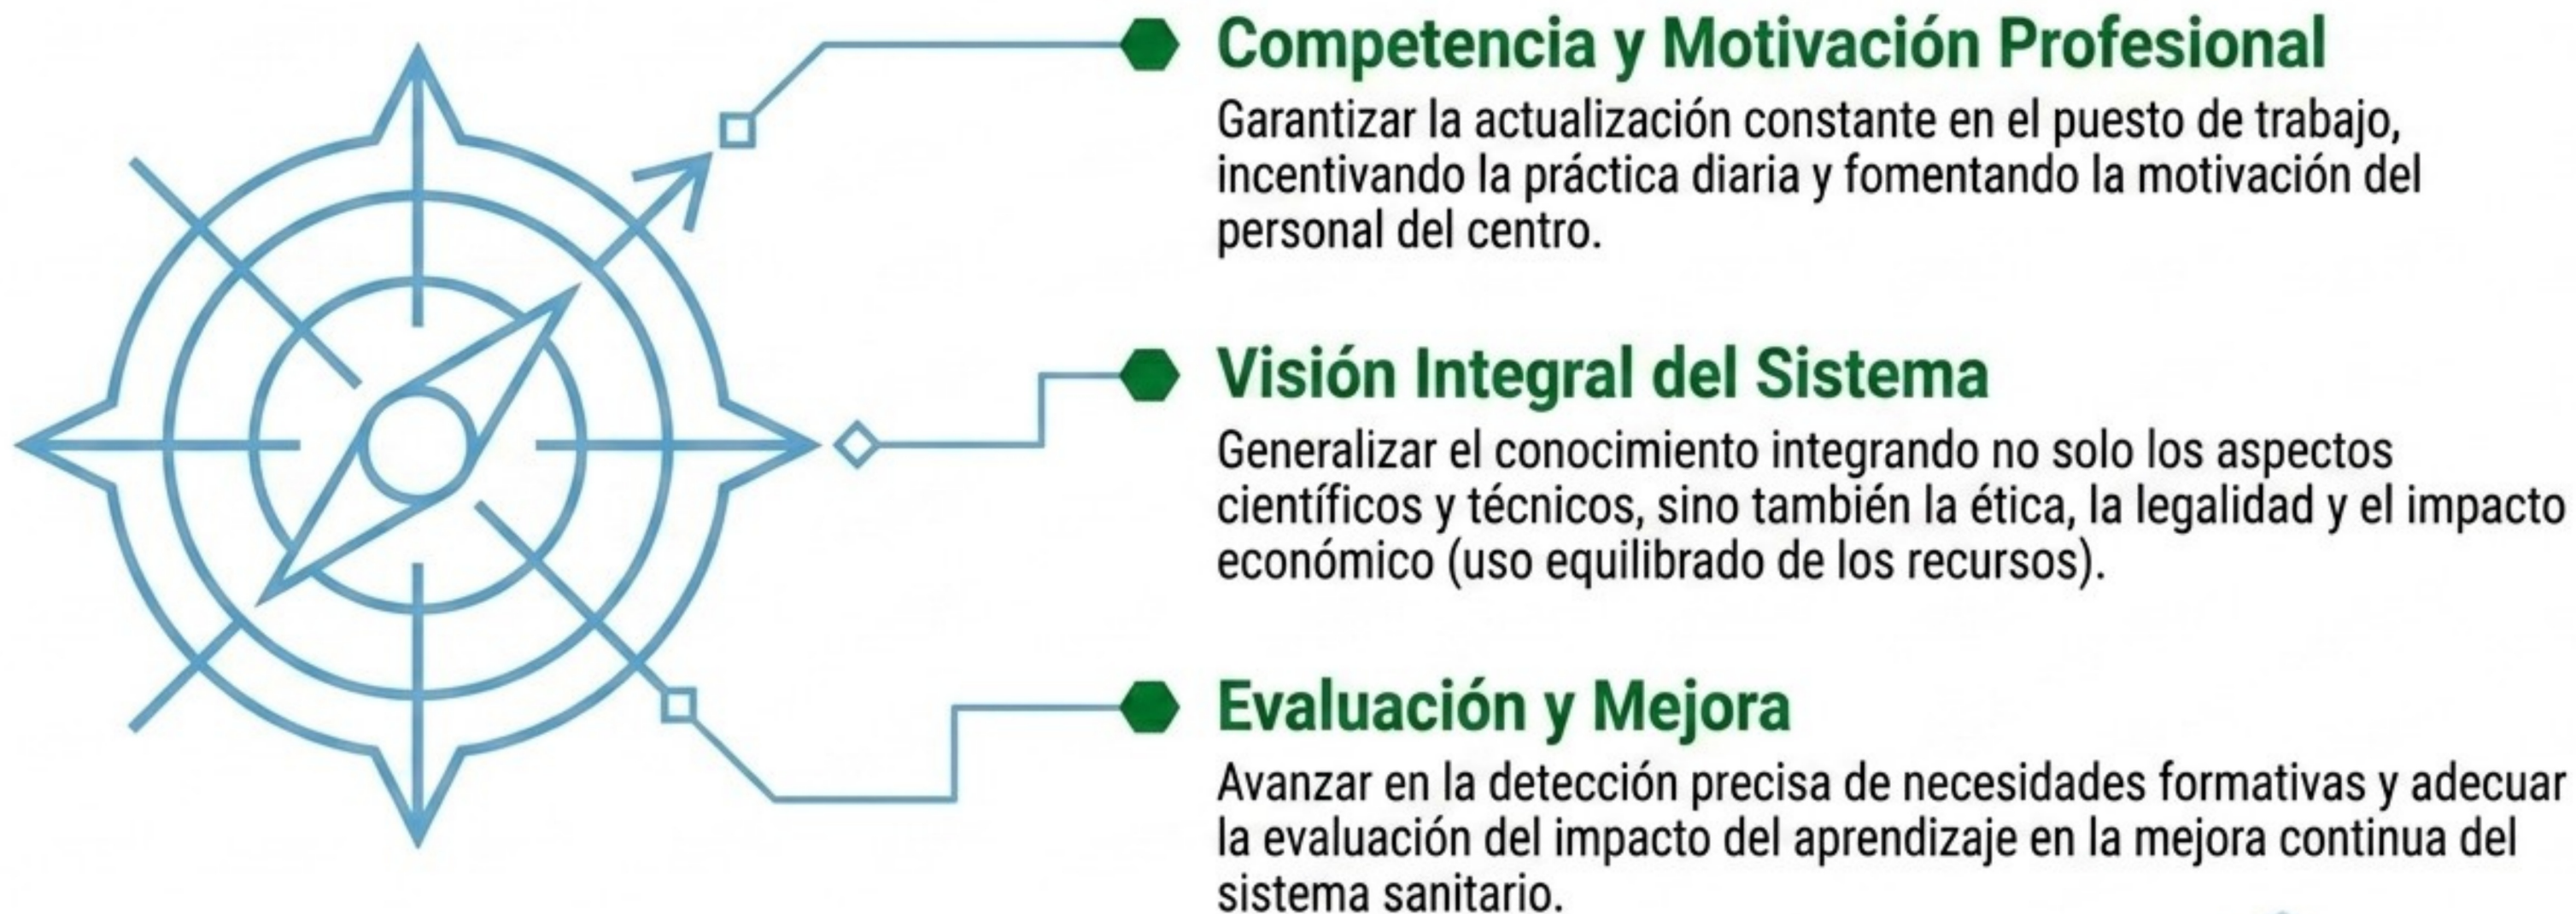 Competencia y Motivación Profesional
Garantizar la actualización constante en el puesto de trabajo,
incentivando la práctica diaria y fomentando la motivación del
personal del centro.
Visión Integral del Sistema
Generalizar el conocimiento integrando no solo los aspectos
científicos y técnicos, sino también la ética, la legalidad y el impacto
económico (uso equilibrado de los recursos).
Evaluación y Mejora
Avanzar en la detección precisa de necesidades formativas y adecuar
la evaluación del impacto del aprendizaje en la mejora continua del
sistema sanitario.